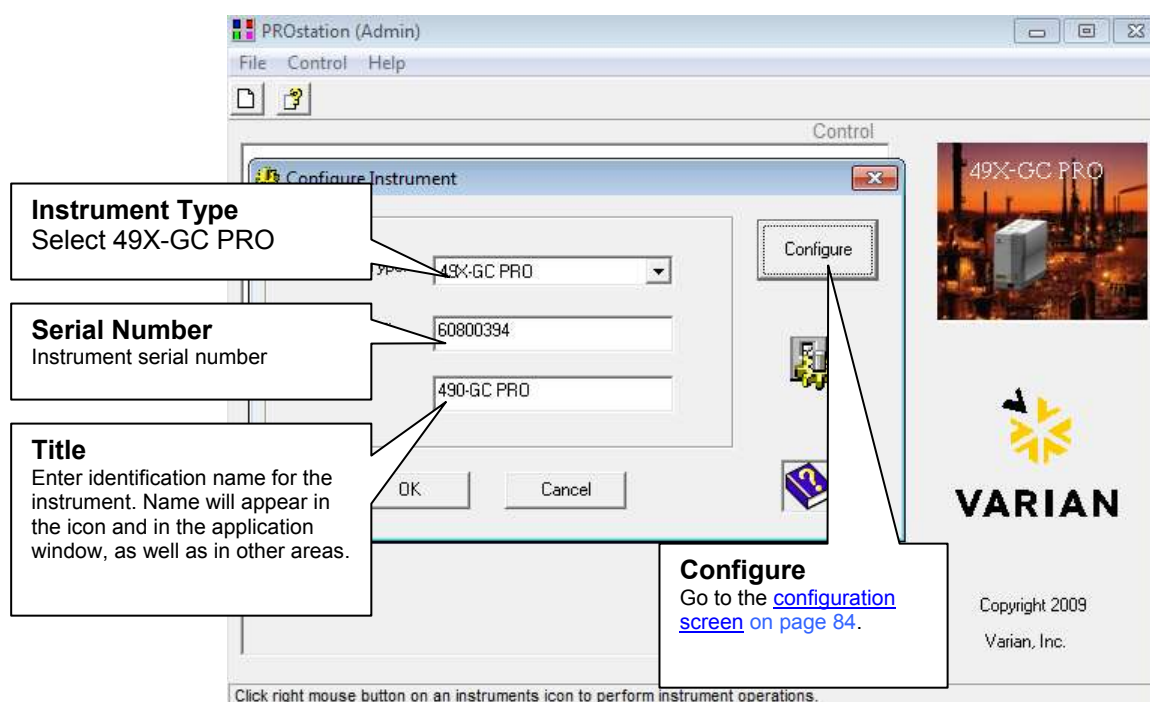 PROstation (Admin)
File Control Help
Control
Configure Instrument
49X-GC PRO
Instrument Type
Select 49X-GC PRO
49X-GC PRO
Configure
Serial Number
Instrument serial number
60800394
490-GC PRO
Title
Enter identification name for the
instrument. Name will appear in
the icon and in the application
window, as well as in other areas.
OK
Cancel
VARIAN
Configure
Go to the configuration
screen on page 84.
Copyright 2009
Varian, Inc.
Click right mouse button on an instruments icon to perform instrument operations.